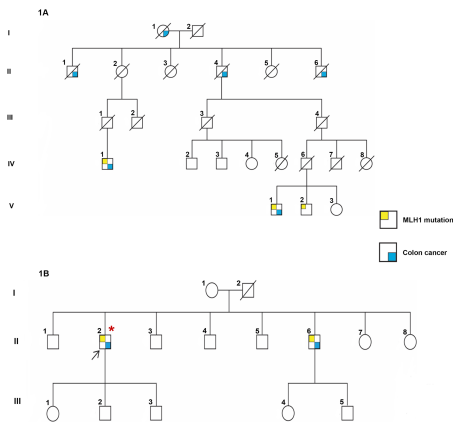 1A
I
1 2
II
1 2 3 4 5 6
III
1 2 3 4
IV
1 2 3 4 5 6 7 8
V
1 2 3
MLH1 mutation
Colon cancer
1B
I
1 2
II
1 2 * 3 4 5 6 7 8
III
1 2 3 4 5